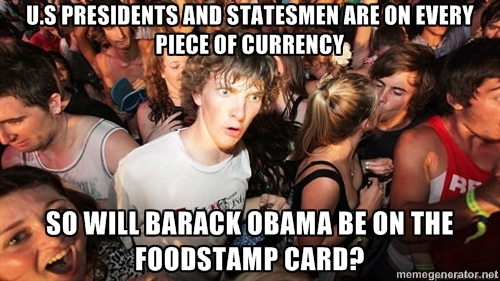 U.S PRESIDENTS AND STATESMEN ARE ON EVERY
PIECE OF CURRENCY
RE
SO WILL BARACK OBAMA BE ON THE
FOODSTAMP CARD?
memegenerator.net